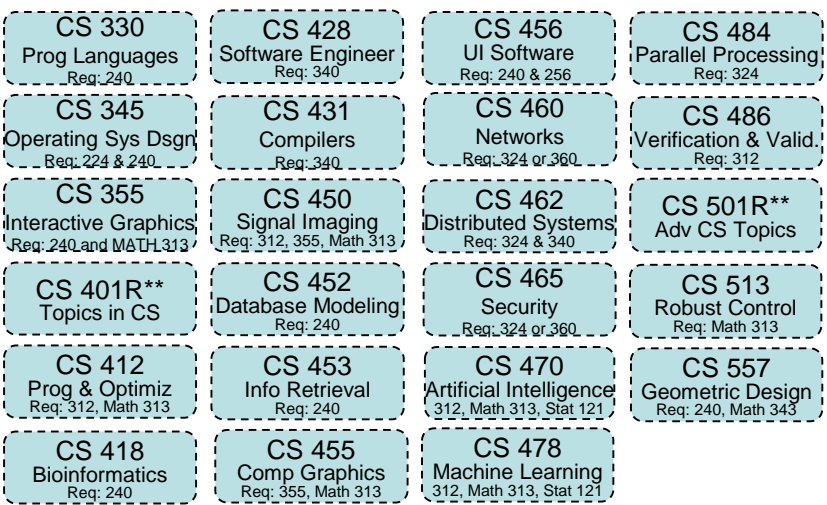 CS 330
Prog Languages
Req: 240
CS 345
Operating Sys Dsgn
Req: 224 & 240
CS 355
Interactive Graphics
Req: 240 and MATH 313
CS 401R**
Topics in CS
CS 412
Prog & Optimiz
Req: 312, Math 313
CS 418
Bioinformatics
Req: 240
CS 428
Software Engineer
Req: 340
CS 431
Compilers
Req: 340
CS 450
Signal Imaging
Req: 312, 355, Math 313
CS 452
Database Modeling
Req: 240
CS 453
Info Retrieval
Req: 240
CS 455
Comp Graphics
Req: 355, Math 313
CS 456
UI Software
Req: 240 & 256
CS 460
Networks
Req: 324 or 360
CS 462
Distributed Systems
Req: 324 & 340
CS 465
Security
Req: 324 or 360
CS 470
Artificial Intelligence
312, Math 313, Stat 121
CS 478
Machine Learning
312, Math 313, Stat 121
CS 484
Parallel Processing
Req: 324
CS 486
Verification & Valid.
Req: 312
CS 501R**
Adv CS Topics
CS 513
Robust Control
Req: Math 313
CS 557
Geometric Design
Req: 240, Math 343